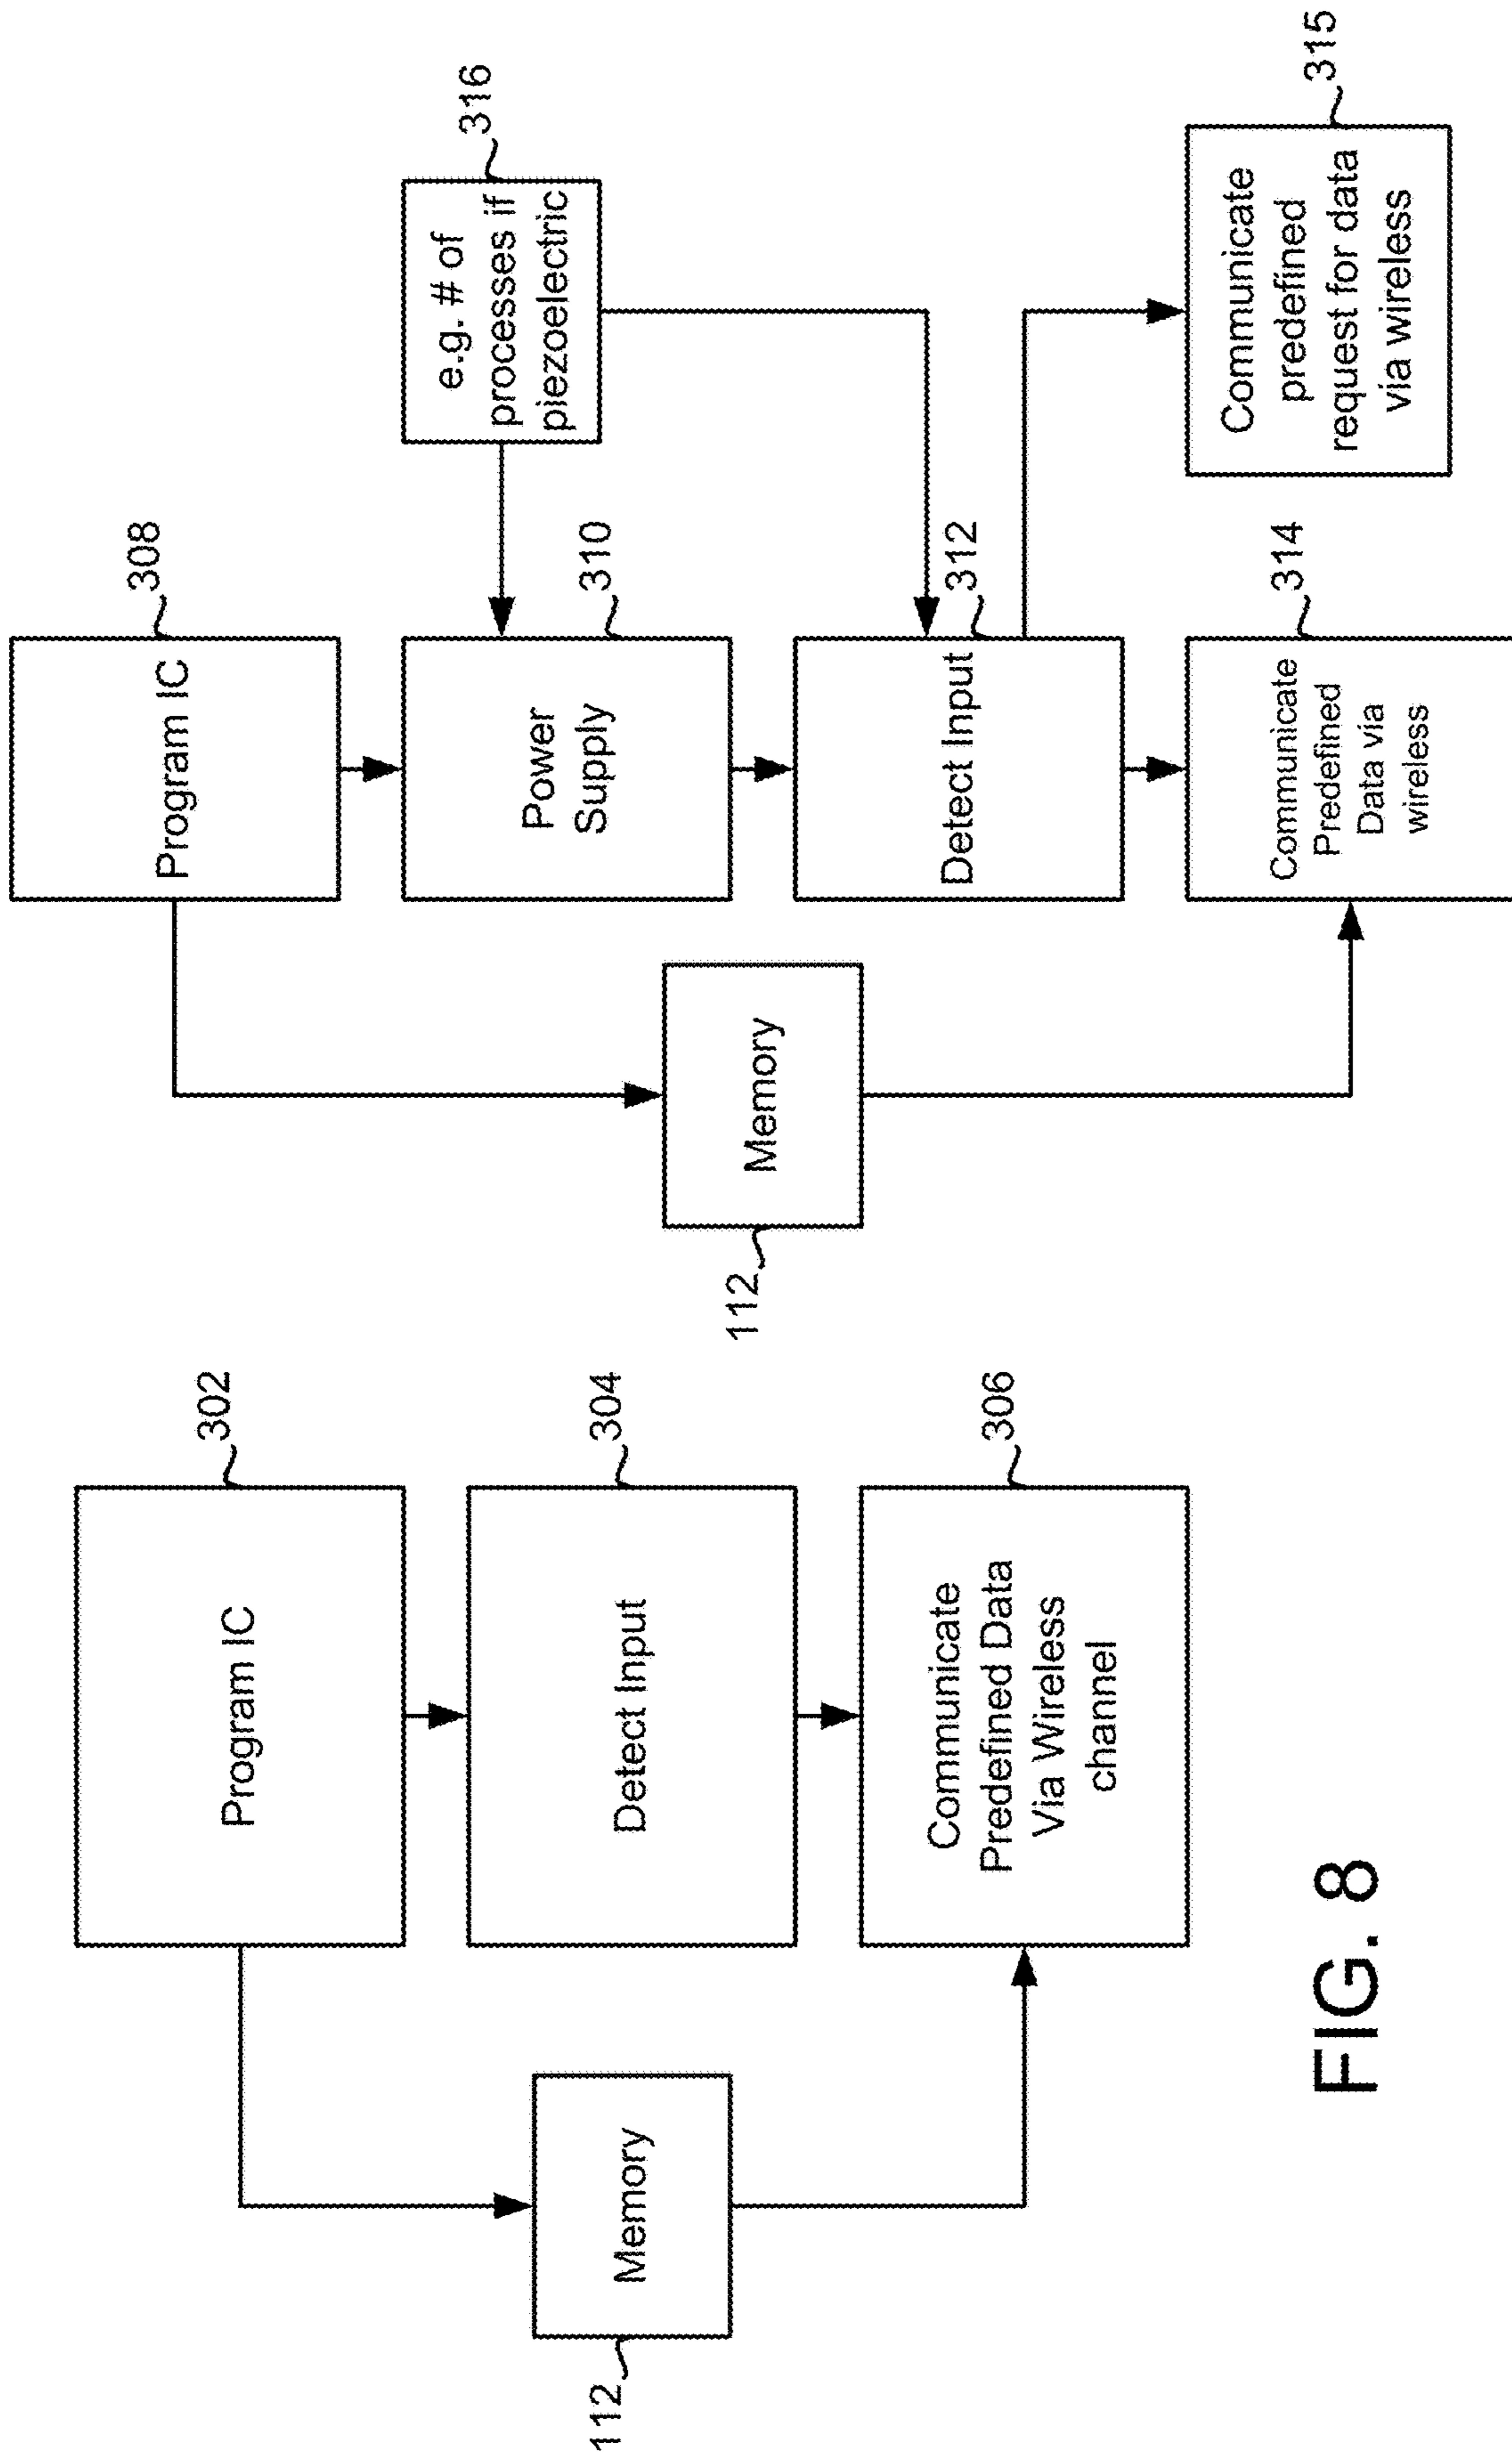 302
Program IC
304
Detect Input
306
Communicate
Predefined Data
Via Wireless
channel
112
Memory
308
Program IC
316
e.g. # of
processes if
piezoelectric
310
Power
Supply
312
Detect Input
314
Communicate
Predefined
Data via
wireless
315
Communicate
predefined
request for data
via wireless
112
Memory
FIG. 8